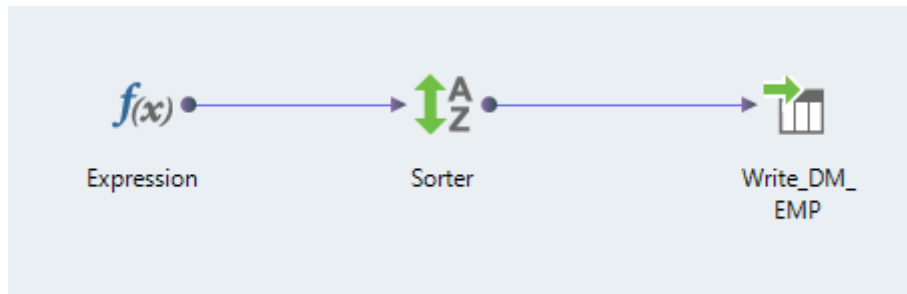 f(x)
A
Z
Expression
Sorter
Write_DM_
EMP